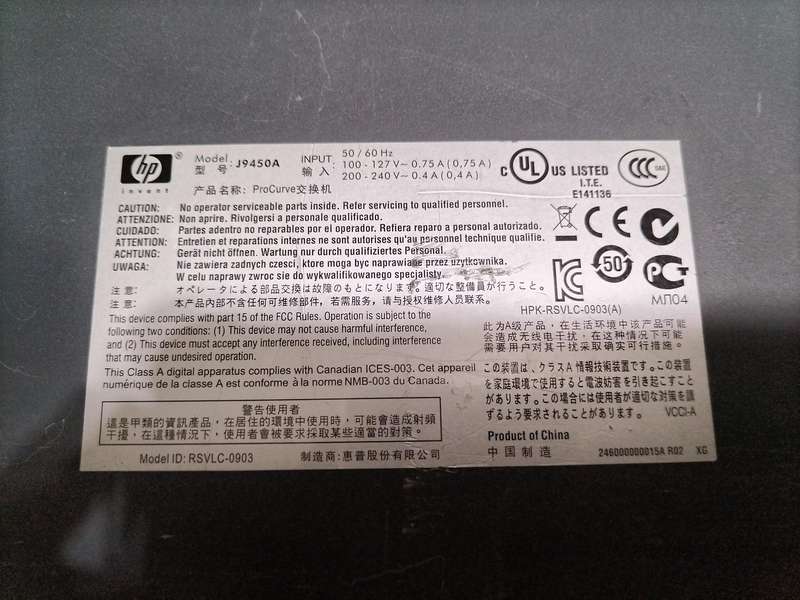 hp
®
invent
Model J9450A
型 号:
INPUT 50 / 60 Hz
输 入: 100 - 127 V~ 0.75 A ( 0,75 A )
200 - 240 V~ 0.4 A ( 0,4 A )
产品名称: ProCurve交换机
C UL US LISTED
I.T.E.
E141136
CCC
CAUTION: No operator serviceable parts inside. Refer servicing to qualified personnel.
ATTENZIONE: Non aprire. Rivolgersi a personale qualificato.
CUIDADO: Partes adentro no reparables por el operador. Refiera reparo a personal autorizado.
ATTENTION: Entretien et reparations internes ne sont autorises qu'au personnel technique qualifie.
ACHTUNG: Gerät nicht öffnen. Wartung nur durch qualifiziertes Personal.
UWAGA: Nie zawiera zadnych czesci, ktore moga byc naprawiane przez uzytkownika.
W celu naprawy zwroc sie do wykwalifikowanego specjalisty.
注 意: オペレータによる部品交換は故障のもとになります。適切な整備員が行うこと。
注 意: 本产品内部不含任何可维修部件，若需服务，请与授权维修人员联系。
CE
50
MЛ04
HPK-RSVLC-0903(A)
This device complies with part 15 of the FCC Rules. Operation is subject to the
following two conditions: (1) This device may not cause harmful interference,
and (2) This device must accept any interference received, including interference
that may cause undesired operation.
This Class A digital apparatus complies with Canadian ICES-003. Cet appareil
numérique de la classe A est conforme à la norme NMB-003 du Canada.
此为A级产品，在生活环境中该产品可能
会造成无线电干扰，在这种情况下可能
需要用户对其干扰采取确实可行措施。
この装置は、クラスA 情報技術装置です。この装置
を家庭環境で使用すると電波妨害を引き起こすこと
があります。この場合には使用者が適切な対策を講
ずるよう要求されることがあります。 VCCI-A
警告使用者
這是甲類的資訊產品，在居住的環境中使用時，可能會造成射頻
干擾，在這種情況下，使用者會被要求採取某些適當的對策。
Product of China
中 国 制 造
246000000015A R02 XG
Model ID: RSVLC-0903
制造商: 惠普股份有限公司